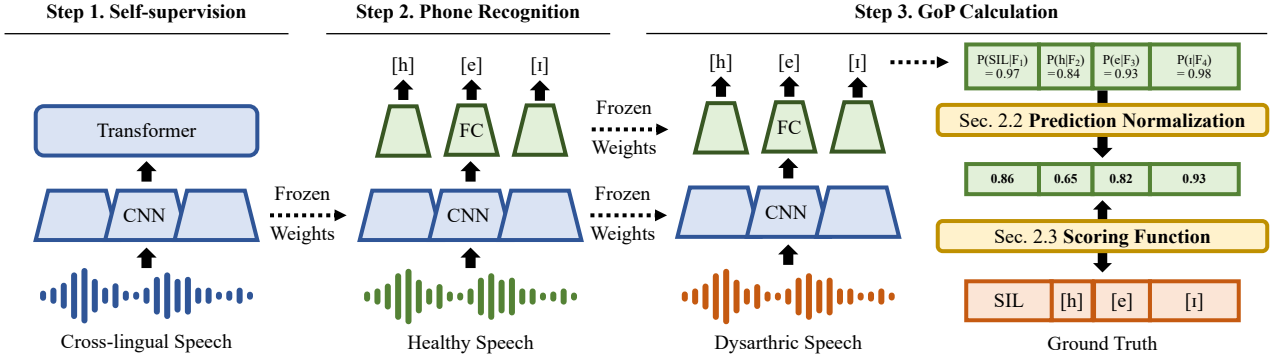 Step 1. Self-supervision
Step 2. Phone Recognition
Step 3. GoP Calculation
Transformer
CNN
Cross-lingual Speech
Frozen
Weights
[h] [e] [ɪ]
FC
CNN
Healthy Speech
Frozen
Weights
Frozen
Weights
[h] [e] [ɪ]
FC
CNN
Dysarthric Speech
P(SIL|F₁) P(h|F₂) P(e|F₃) P(ɪ|F₄)
= 0.97 =0.84 = 0.93 = 0.98
Sec. 2.2 Prediction Normalization
0.86 0.65 0.82 0.93
Sec. 2.3 Scoring Function
SIL [h] [e] [ɪ]
Ground Truth